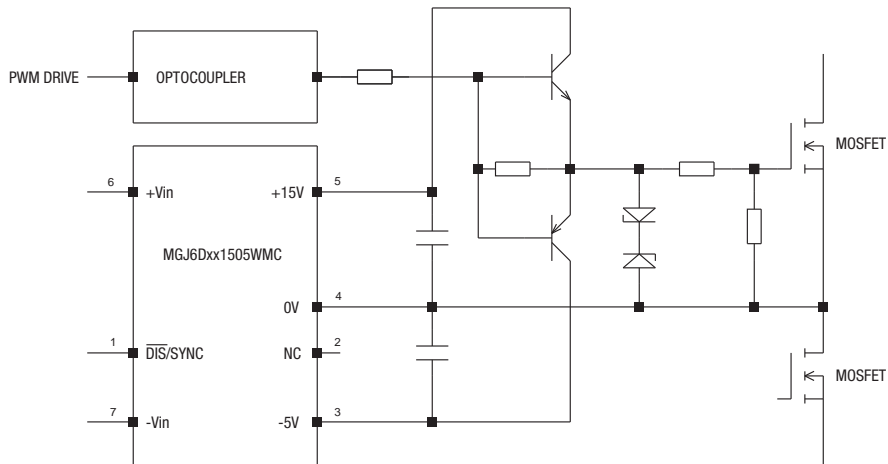 PWM DRIVE
OPTOCOUPLER
MOSFET
6
+Vin
+15V
5
MGJ6Dxx1505WMC
0V
4
1
DIS/SYNC
NC
2
MOSFET
7
-Vin
-5V
3